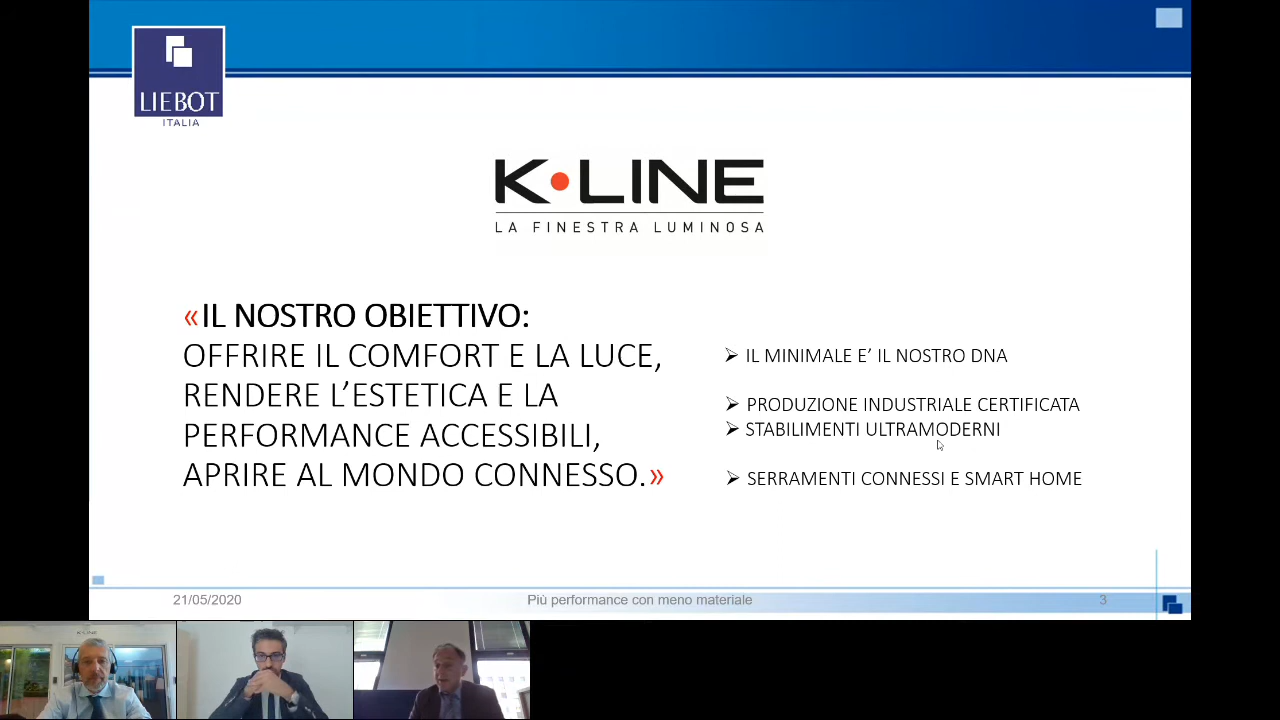 LIEBOT
ITALIA
K·LINE
LA FINESTRA LUMINOSA
«IL NOSTRO OBIETTIVO:
OFFRIRE IL COMFORT E LA LUCE,
RENDERE L’ESTETICA E LA
PERFORMANCE ACCESSIBILI,
APRIRE AL MONDO CONNESSO.»
IL MINIMALE E’ IL NOSTRO DNA
PRODUZIONE INDUSTRIALE CERTIFICATA
STABILIMENTI ULTRAMODERNI
SERRAMENTI CONNESSI E SMART HOME
21/05/2020
Più performance con meno materiale
3
K·LINE